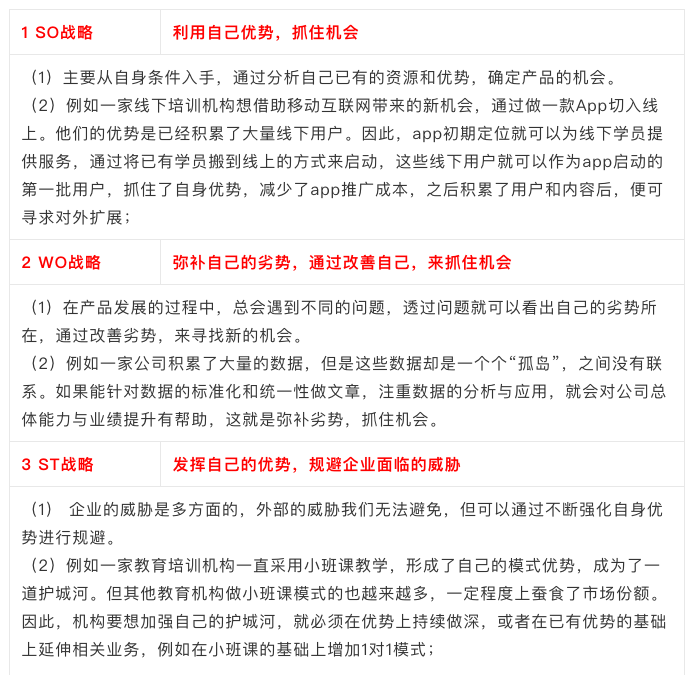 1 SO战略 利用自己优势，抓住机会
（1）主要从自身条件入手，通过分析自己已有的资源和优势，确定产品的机会。
（2）例如一家线下培训机构想借助移动互联网带来的新机会，通过做一款App切入线
上。他们的优势是已经积累了大量线下用户。因此，app初期定位就可以为线下学员提
供服务，通过将已有学员搬到线上的方式来启动，这些线下用户就可以作为app启动的
第一批用户，抓住了自身优势，减少了app推广成本，之后积累了用户和内容后，便可
寻求对外扩展；
2 WO战略 弥补自己的劣势，通过改善自己，来抓住机会
（1）在产品发展的过程中，总会遇到不同的问题，透过问题就可以看出自己的劣势所
在，通过改善劣势，来寻找新的机会。
（2）例如一家公司积累了大量的数据，但是这些数据却是一个个“孤岛”，之间没有联
系。如果能针对数据的标准化和统一性做文章，注重数据的分析与应用，就会对公司总
体能力与业绩提升有帮助，这就是弥补劣势，抓住机会。
3 ST战略 发挥自己的优势，规避企业面临的威胁
（1） 企业的威胁是多方面的，外部的威胁我们无法避免，但可以通过不断强化自身优
势进行规避。
（2）例如一家教育培训机构一直采用小班课教学，形成了自己的模式优势，成为了一
道护城河。但其他教育机构做小班课模式的也越来越多，一定程度上蚕食了市场份额。
因此，机构要想加强自己的护城河，就必须在优势上持续做深，或者在已有优势的基础
上延伸相关业务，例如在小班课的基础上增加1对1模式；